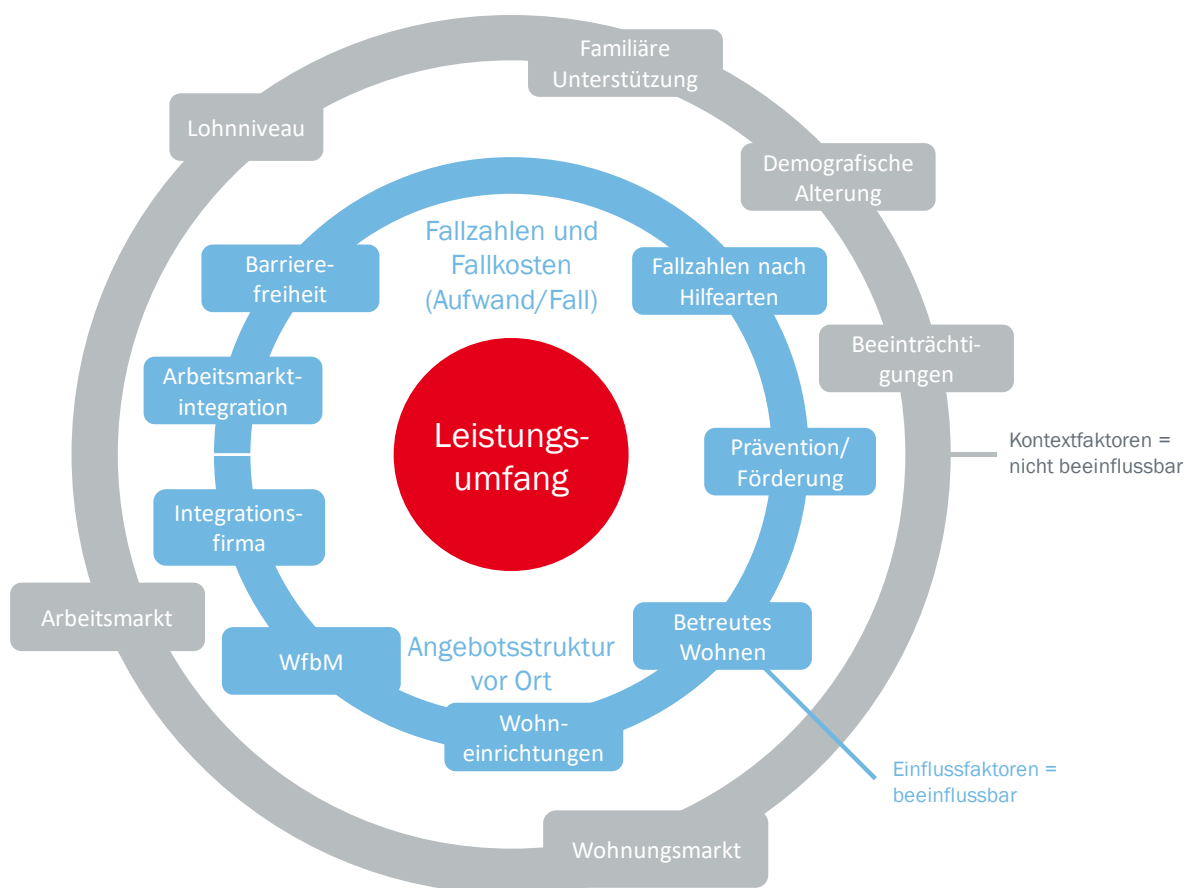 Familiäre
Unterstützung
Lohnniveau
Demografische
Alterung
Fallzahlen und
Fallkosten
(Aufwand/Fall)
Barriere-
freiheit
Fallzahlen nach
Hilfearten
Beeinträchti-
gungen
Arbeitsmarkt-
integration
Leistungs-
umfang
Prävention/
Förderung
Kontextfaktoren =
nicht beeinflussbar
Integrations-
firma
Arbeitsmarkt
Betreutes
Wohnen
WfbM
Angebotsstruktur
vor Ort
Wohn-
einrichtungen
Einflussfaktoren =
beeinflussbar
Wohnungsmarkt